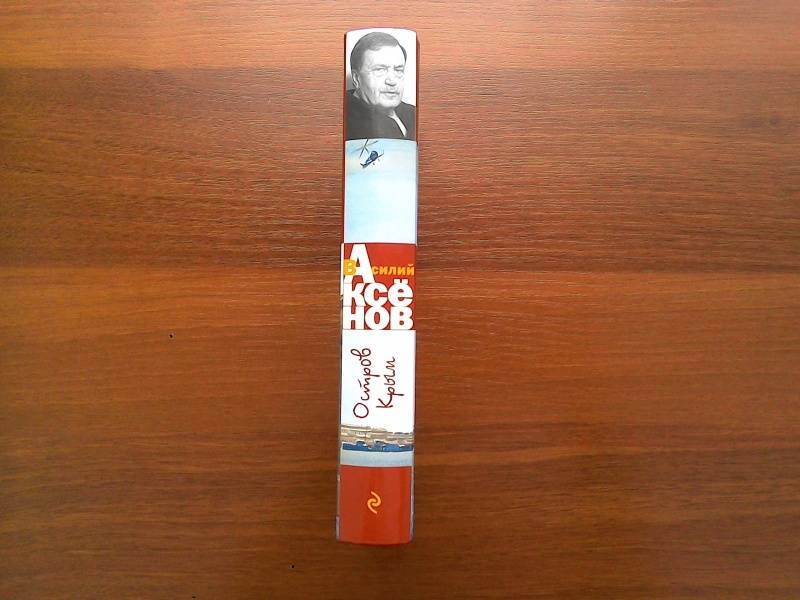 Василий
Аксёнов
Остров
Крым